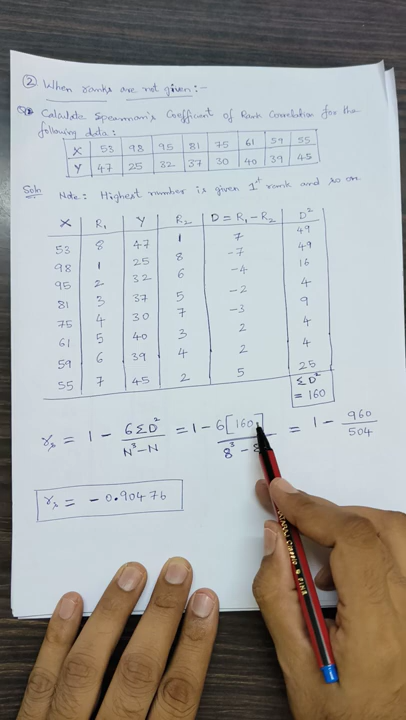 ② When ranks are not given:-
Q Calculate Spearman's Coefficient of Rank Correlation for the
following data:
X 53 98 95 81 75 61 59 55
Y 47 25 32 37 30 40 39 45
Soln Note: Highest number is given 1st rank and so on
X R₁ Y R₂ D = R₁ - R₂ D²
53 8 47 1 7 49
98 1 25 8 -7 49
95 2 32 6 -4 16
81 3 37 5 -2 4
75 4 30 7 -3 9
61 5 40 3 2 4
59 6 39 4 2 4
55 7 45 2 5 25
ΣD² = 160
r = 1 - 6ΣD² / N³-N = 1 - 6[160] / 8³ - 8 = 1 - 960 / 504
r = - 0.90476